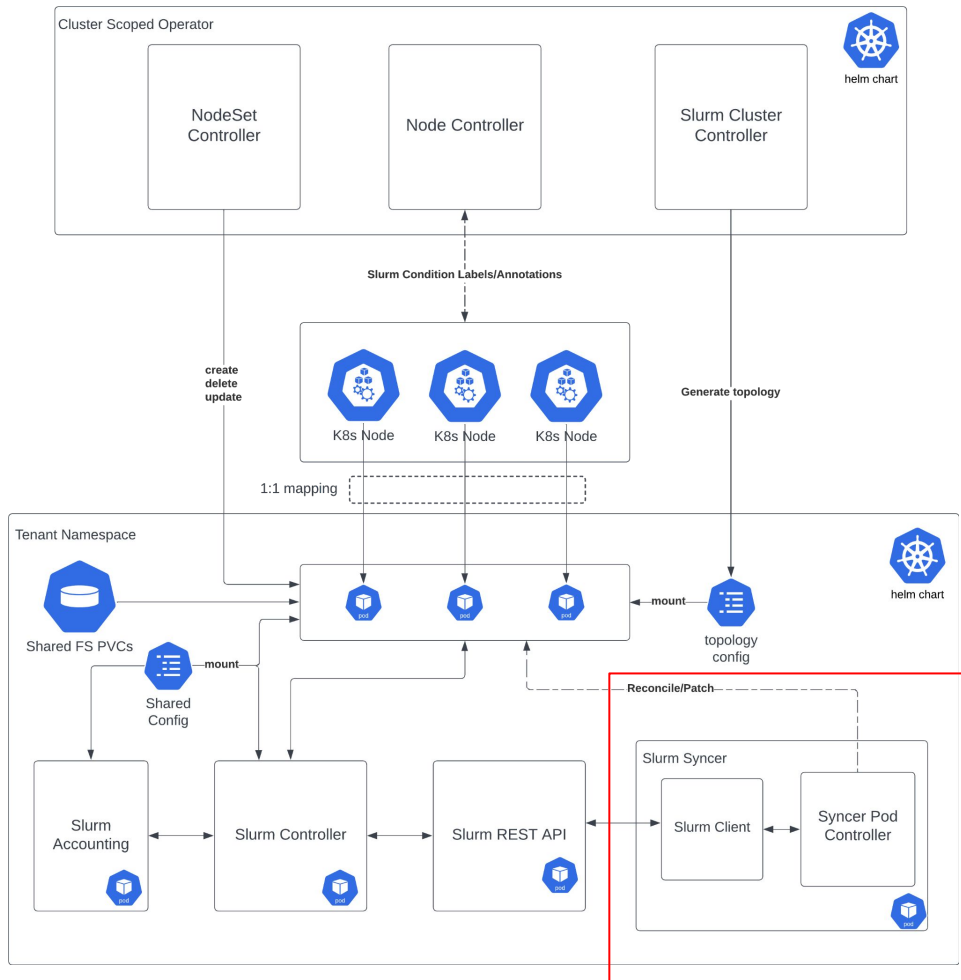 Cluster Scoped Operator
helm chart
NodeSet
Controller
Node Controller
Slurm Cluster
Controller
Slurm Condition Labels/Annotations
create
delete
update
Generate topology
K8s Node
K8s Node
K8s Node
1:1 mapping
Tenant Namespace
helm chart
pod
pod
pod
mount
Shared FS PVCs
topology
config
mount
Shared
Config
Reconcile/Patch
Slurm Syncer
Slurm
Accounting
pod
Slurm Controller
pod
Slurm REST API
pod
Slurm Client
Syncer Pod
Controller
pod